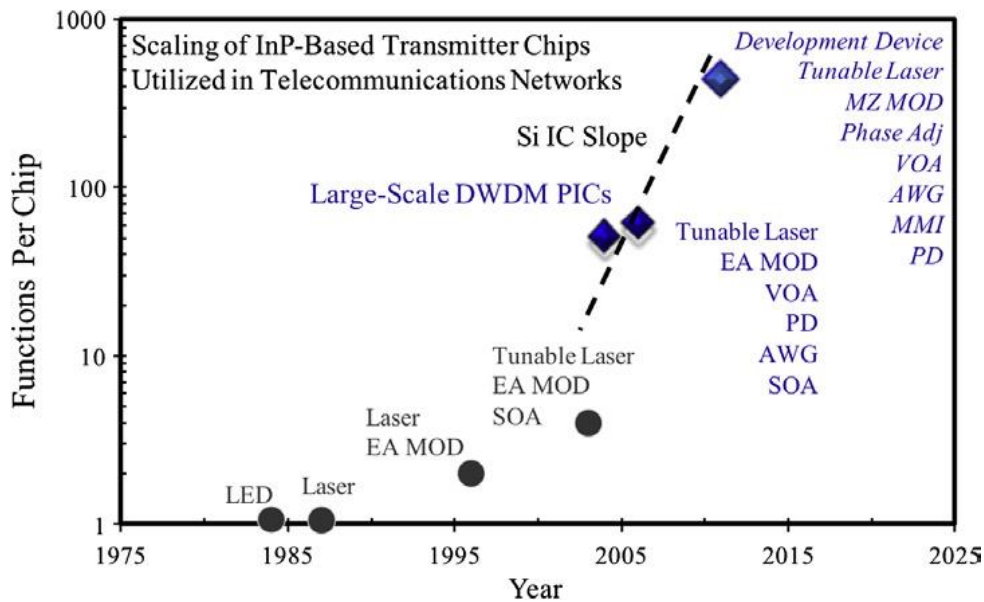 Scaling of InP-Based Transmitter Chips
Utilized in Telecommunications Networks
Development Device
Tunable Laser
MZ MOD
Phase Adj
VOA
AWG
MMI
PD
Si IC Slope
Large-Scale DWDM PICs
Tunable Laser
EA MOD
VOA
PD
AWG
SOA
Tunable Laser
EA MOD
SOA
Laser
EA MOD
LED
Laser
Functions Per Chip
1000
100
10
1
1975
1985
1995
2005
2015
2025
Year